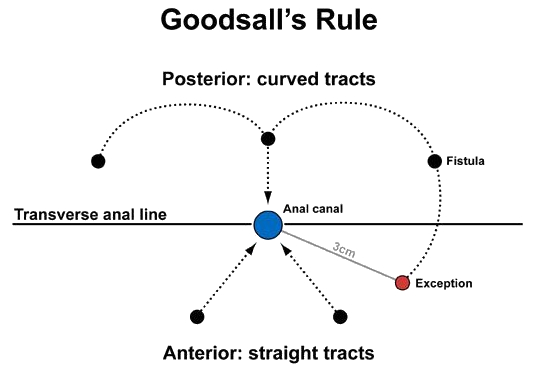 Goodsall's Rule
Posterior: curved tracts
Fistula
Transverse anal line
Anal canal
3cm
Exception
Anterior: straight tracts